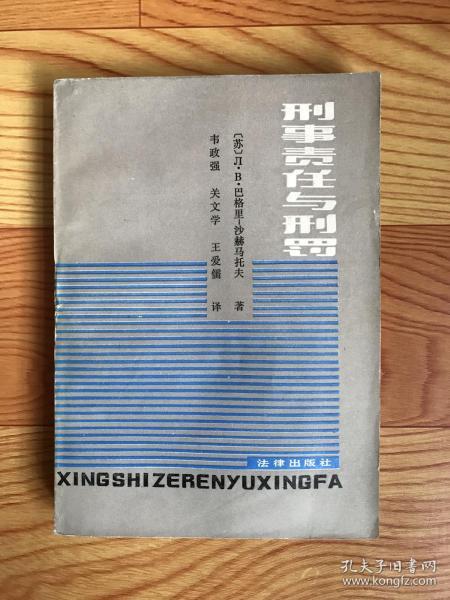 刑事责任与刑罚
〔苏〕Л·В·巴格里-沙赫马托夫 著
韦政强 关文学 王爱儒 译
法律出版社
XINGSHIZERENYUXINGFA
孔夫子旧书网
www.kongfz.com